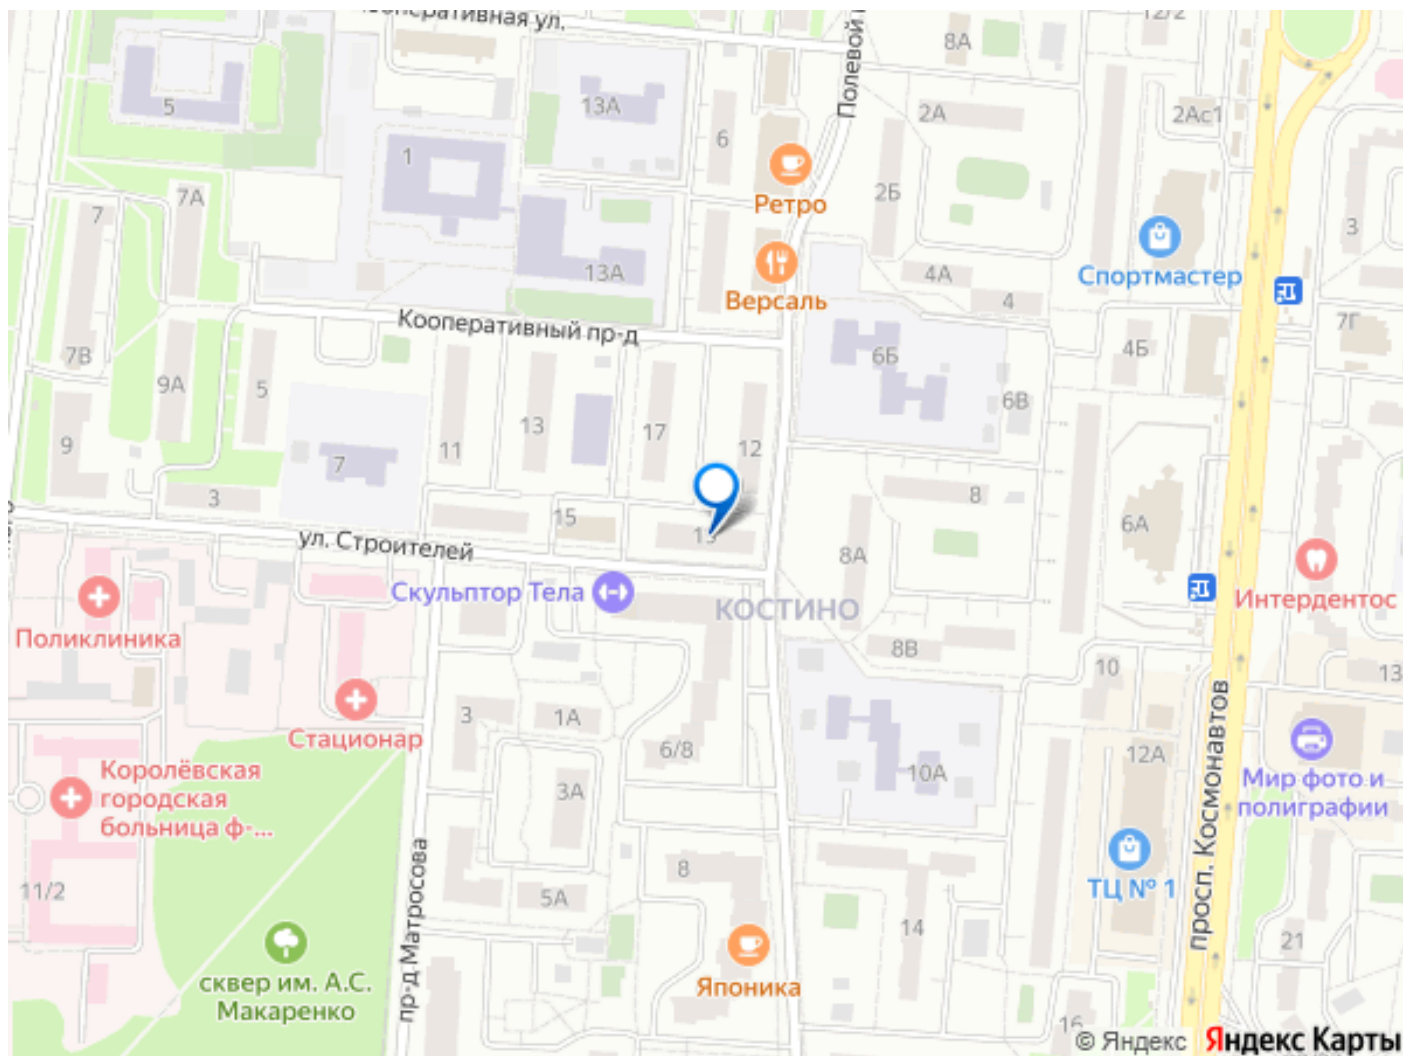 12/2
8А
Полевой
5
13А
1
6
2А
2Ас1
Ретро
2Б
7А
7
3
Спортмастер
13А
4А
4
Версаль
Кооперативный пр-д
7Г
7В
6Б
4Б
9А
5
6В
13
17
11
12
9
7
3
8
15
6А
ул. Строителей
8А
Скульптор Тела
КОСТИНО
Интердентос
Поликлиника
8В
10
13
3
1А
Стационар
6/8
12А
10А
Королёвская
городская
больница ф-...
3А
Мир фото и
полиграфии
просп. Космонавтов
8
11/2
ТЦ № 1
5А
14
21
пр-д Матросова
сквер им. А.С.
Макаренко
Японика
16
© Яндекс Яндекс Карты